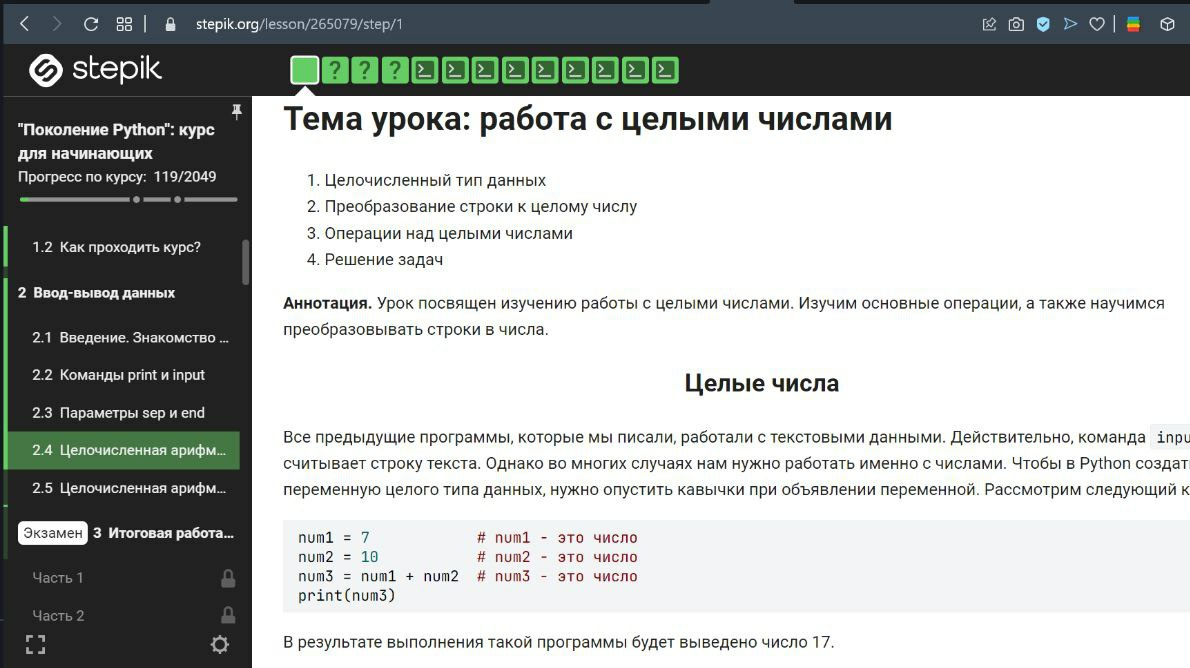 stepik.org/lesson/265079/step/1
stepik
"Поколение Python": курс
для начинающих
Прогресс по курсу: 119/2049
1.2 Как проходить курс?
2 Ввод-вывод данных
2.1 Введение. Знакомство ...
2.2 Команды print и input
2.3 Параметры sep и end
2.4 Целочисленная арифм...
2.5 Целочисленная арифм...
Экзамен 3 Итоговая работа...
Часть 1
Часть 2
Тема урока: работа с целыми числами
1. Целочисленный тип данных
2. Преобразование строки к целому числу
3. Операции над целыми числами
4. Решение задач
Аннотация. Урок посвящен изучению работы с целыми числами. Изучим основные операции, а также научимся
преобразовывать строки в числа.
Целые числа
Все предыдущие программы, которые мы писали, работали с текстовыми данными. Действительно, команда inpu
считывает строку текста. Однако во многих случаях нам нужно работать именно с числами. Чтобы в Python создат
переменную целого типа данных, нужно опустить кавычки при объявлении переменной. Рассмотрим следующий к
num1 = 7 # num1 - это число
num2 = 10 # num2 - это число
num3 = num1 + num2 # num3 - это число
print(num3)
В результате выполнения такой программы будет выведено число 17.